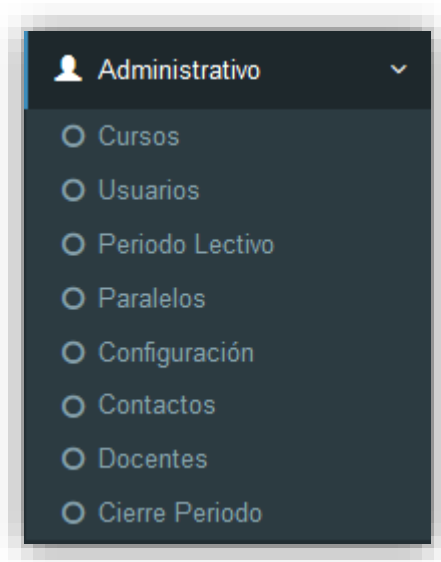 Administrativo
Cursos
Usuarios
Periodo Lectivo
Paralelos
Configuración
Contactos
Docentes
Cierre Periodo